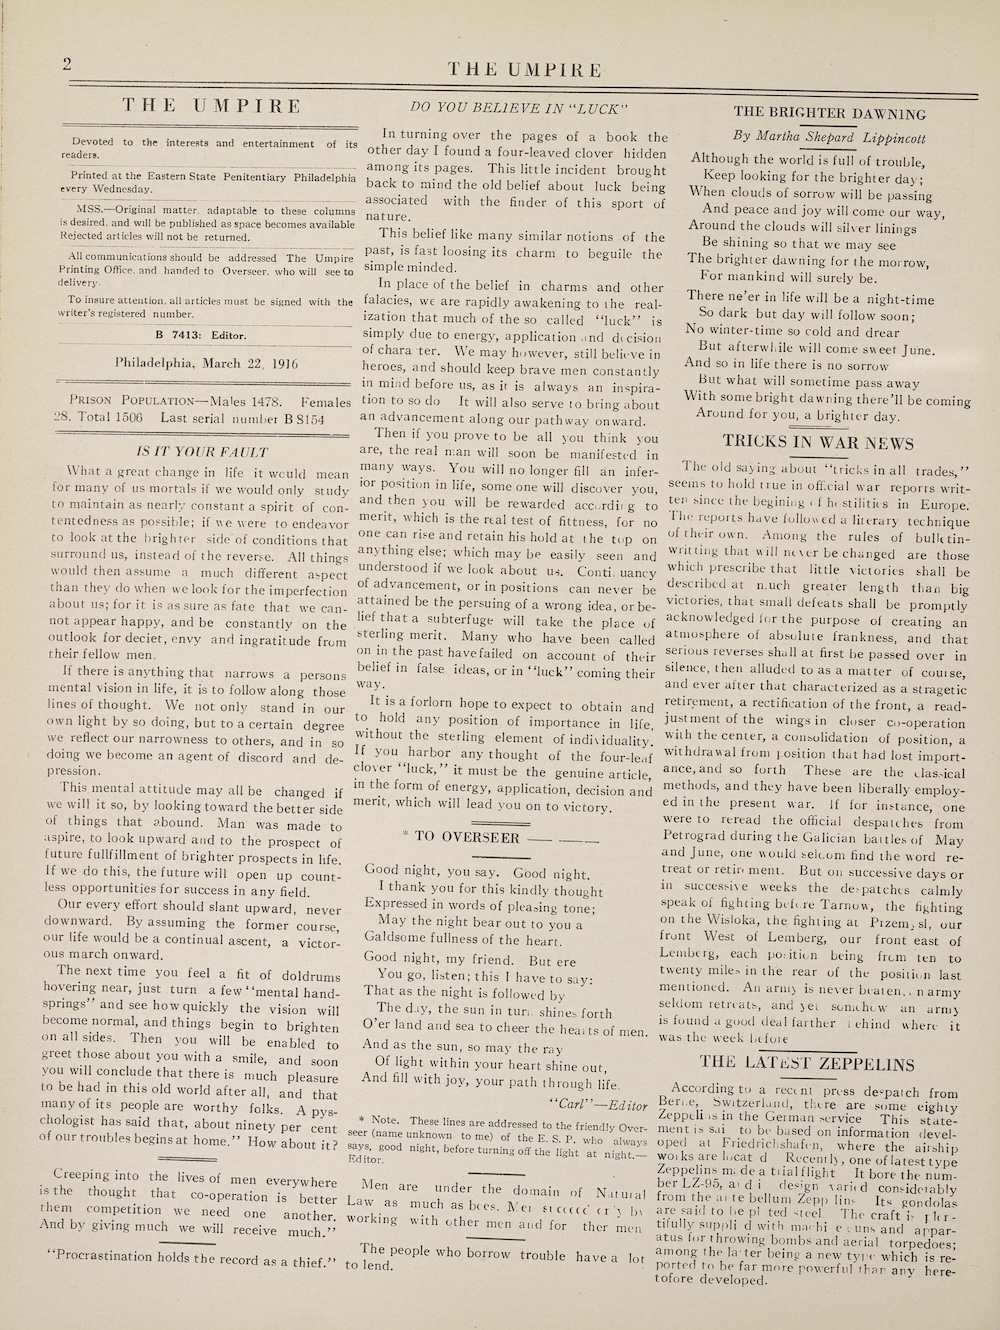 2
THE UMPIRE
THE UMPIRE
Devoted to the interests and entertainment of its
readers.
Printed at the Eastern State Penitentiary Philadelphia
every Wednesday.
MSS.—Original matter, adaptable to these columns
is desired, and will be published as space becomes available
Rejected articles will not be returned.
All communications should be addressed The Umpire
Printing Office, and handed to Overseer, who will see to
delivery.
To insure attention, all articles must be signed with the
writer's registered number.
B 7413: Editor.
Philadelphia, March 22, 1916
PRISON POPULATION—Males 1478. Females
28. Total 1506 Last serial number B 8154
IS IT YOUR FAULT
What a great change in life it would mean
for many of us mortals if we would only study
to maintain as nearly constant a spirit of con-
tentedness as possible; if we were to endeavor
to look at the brighter side of conditions that
surround us, instead of the reverse. All things
would then assume a much different aspect
than they do when we look for the imperfection
about us; for it is as sure as fate that we can-
not appear happy, and be constantly on the
outlook for deciet, envy and ingratitude from
their fellow men.
If there is anything that narrows a persons
mental vision in life, it is to follow along those
lines of thought. We not only stand in our
own light by so doing, but to a certain degree
we reflect our narrowness to others, and in so
doing we become an agent of discord and de-
pression.
This mental attitude may all be changed if
we will it so, by looking toward the better side
of things that abound. Man was made to
aspire, to look upward and to the prospect of
future fullfillment of brighter prospects in life.
If we do this, the future will open up count-
less opportunities for success in any field.
Our every effort should slant upward, never
downward. By assuming the former course,
our life would be a continual ascent, a victor-
ous march onward.
The next time you feel a fit of doldrums
hovering near, just turn a few "mental hand-
springs" and see how quickly the vision will
become normal, and things begin to brighten
on all sides. Then you will be enabled to
greet those about you with a smile, and soon
you will conclude that there is much pleasure
to be had in this old world after all, and that
many of its people are worthy folks. A pys-
chologist has said that, about ninety per cent
of our troubles begins at home." How about it?
Creeping into the lives of men everywhere
is the thought that co-operation is better
them competition we need one another.
And by giving much we will receive much."
"Procrastination holds the record as a thief."
DO YOU BELIEVE IN "LUCK"
In turning over the pages of a book the
other day I found a four-leaved clover hidden
among its pages. This little incident brought
back to mind the old belief about luck being
associated with the finder of this sport of
nature.
This belief like many similar notions of the
past, is fast loosing its charm to beguile the
simple minded.
In place of the belief in charms and other
falacies, we are rapidly awakening to the real-
ization that much of the so called "luck" is
simply due to energy, application and decision
of chara ter. We may however, still believe in
heroes, and should keep brave men constantly
in mind before us, as it is always an inspira-
tion to so do It will also serve to bring about
an advancement along our pathway onward.
Then if you prove to be all you think you
are, the real man will soon be manifested in
many ways. You will no longer fill an infer-
ior position in life, some one will discover you,
and then you will be rewarded according to
merit, which is the real test of fittness, for no
one can rise and retain his hold at the top on
anything else; which may be easily seen and
understood if we look about us. Conti uancy
of advancement, or in positions can never be
attained be the persuing of a wrong idea, or be-
lief that a subterfuge will take the place of
sterling merit. Many who have been called
on in the past have failed on account of their
belief in false ideas, or in "luck" coming their
way.
It is a forlorn hope to expect to obtain and
to hold any position of importance in life,
without the sterling element of individuality.
If you harbor any thought of the four-leaf
clover "luck," it must be the genuine article,
in the form of energy, application, decision and
merit, which will lead you on to victory.
* TO OVERSEER —— ——
Good night, you say. Good night.
I thank you for this kindly thought
Expressed in words of pleasing tone;
May the night bear out to you a
Galdsome fullness of the heart.
Good night, my friend. But ere
You go, listen; this I have to say:
That as the night is followed by
The day, the sun in turn shines forth
O'er land and sea to cheer the hearts of men.
And as the sun, so may the ray
Of light within your heart shine out,
And fill with joy, your path through life.
"Carl"—Editor
* Note. These lines are addressed to the friendly Over-
seer (name unknown to me) of the E. S. P. who always
says, good night, before turning off the light at night.—
Editor.
Men are under the domain of Natural
Law as much as bees. Men succeed only by
working with other men and for ther men
The people who borrow trouble have a lot
to lend.
THE BRIGHTER DAWNING
By Martha Shepard Lippincott
Although the world is full of trouble,
Keep looking for the brighter day;
When clouds of sorrow will be passing
And peace and joy will come our way,
Around the clouds will silver linings
Be shining so that we may see
The brighter dawning for the morrow,
For mankind will surely be.
There ne'er in life will be a night-time
So dark but day will follow soon;
No winter-time so cold and drear
But afterwhile will come sweet June.
And so in life there is no sorrow
But what will sometime pass away
With some bright dawning there'll be coming
Around for you, a brighter day.
TRICKS IN WAR NEWS
The old saying about "tricks in all trades,"
seems to hold true in official war reports writ-
ten since the begining of hostilities in Europe.
The reports have followed a literary technique
of their own. Among the rules of bulletin-
writting that will never be changed are those
which prescribe that little victories shall be
described at much greater length than big
victories, that small defeats shall be promptly
acknowledged for the purpose of creating an
atmosphere of absolute frankness, and that
serious reverses shall at first be passed over in
silence, then alluded to as a matter of course,
and ever after that characterized as a stragetic
retirement, a rectification of the front, a read-
justment of the wings in closer co-operation
with the center, a consolidation of position, a
withdrawal from position that had lost import-
ance, and so forth These are the classical
methods, and they have been liberally employ-
ed in the present war. If for instance, one
were to reread the official despatches from
Petrograd during the Galician battles of May
and June, one would seldom find the word re-
treat or retirement. But on successive days or
in successive weeks the despatches calmly
speak of fighting before Tarnow, the fighting
on the Wisloka, the fighting at Przemysl, our
front West of Lemberg, our front east of
Lemberg, each position being from ten to
twenty miles in the rear of the position last
mentioned. An army is never beaten, an army
seldom retreats, and yet somehow an army
is found a good deal farther behind where it
was the week before
THE LATEST ZEPPELINS
According to a recent press despatch from
Berne, Switzerland, there are some eighty
Zeppelins in the German service This state-
ment is said to be based on information devel-
oped at Friedrichshafen, where the airship
works are locat d Recently, one of latest type
Zeppelins made a trial flight It bore the num-
ber LZ-95, and i design varied considerably
from the ante bellum Zepp lins Its gondolas
are said to be pl ted steel. The craft is plen-
tifully suppli d with machi e guns and appar-
atus for throwing bombs and aerial torpedoes;
among the latter being a new type which is re-
ported to be far more powerful than any here-
tofore developed.